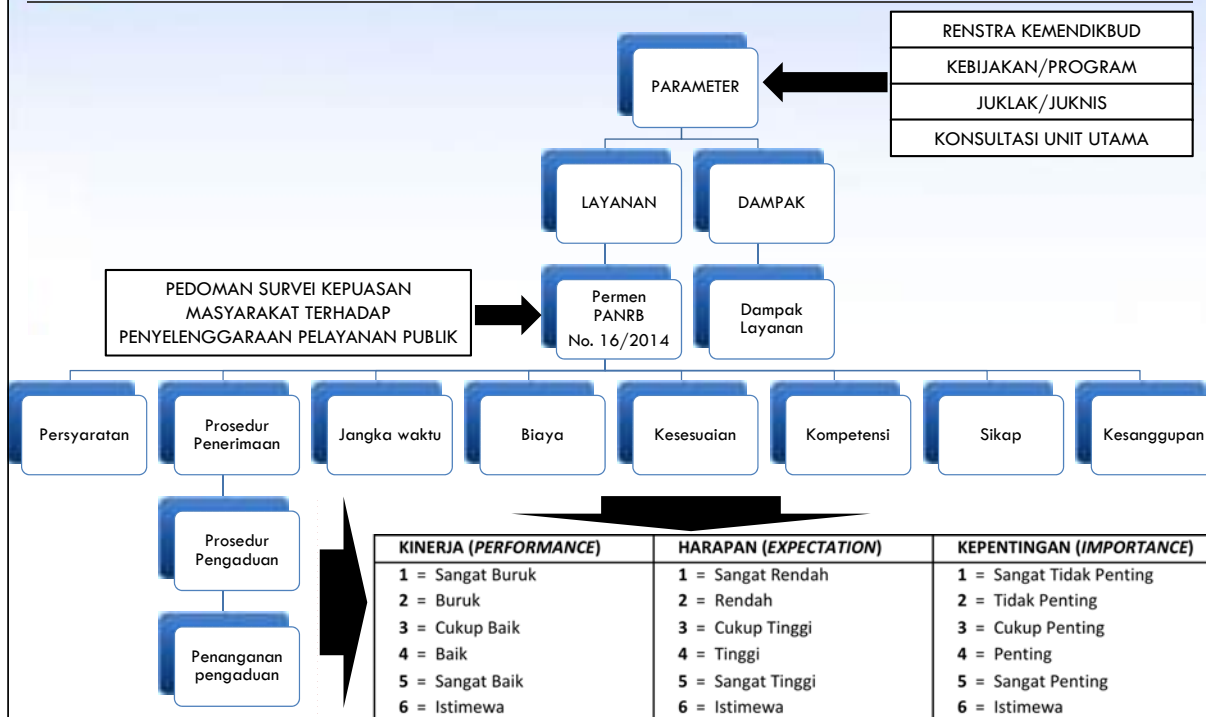 RENSTRA KEMENDIKBUD
KEBIJAKAN/PROGRAM
JUKLAK/JUKNIS
KONSULTASI UNIT UTAMA
PARAMETER
LAYANAN
DAMPAK
PEDOMAN SURVEI KEPUASAN
MASYARAKAT TERHADAP
PENYELENGGARAAN PELAYANAN PUBLIK
Permen
PANRB
No. 16/2014
Dampak
Layanan
Persyaratan
Prosedur
Penerimaan
Jangka waktu
Biaya
Kesesuaian
Kompetensi
Sikap
Kesanggupan
Prosedur
Pengaduan
Penanganan
pengaduan
KINERJA (PERFORMANCE)
1 = Sangat Buruk
2 = Buruk
3 = Cukup Baik
4 = Baik
5 = Sangat Baik
6 = Istimewa
HARAPAN (EXPECTATION)
1 = Sangat Rendah
2 = Rendah
3 = Cukup Tinggi
4 = Tinggi
5 = Sangat Tinggi
6 = Istimewa
KEPENTINGAN (IMPORTANCE)
1 = Sangat Tidak Penting
2 = Tidak Penting
3 = Cukup Penting
4 = Penting
5 = Sangat Penting
6 = Istimewa